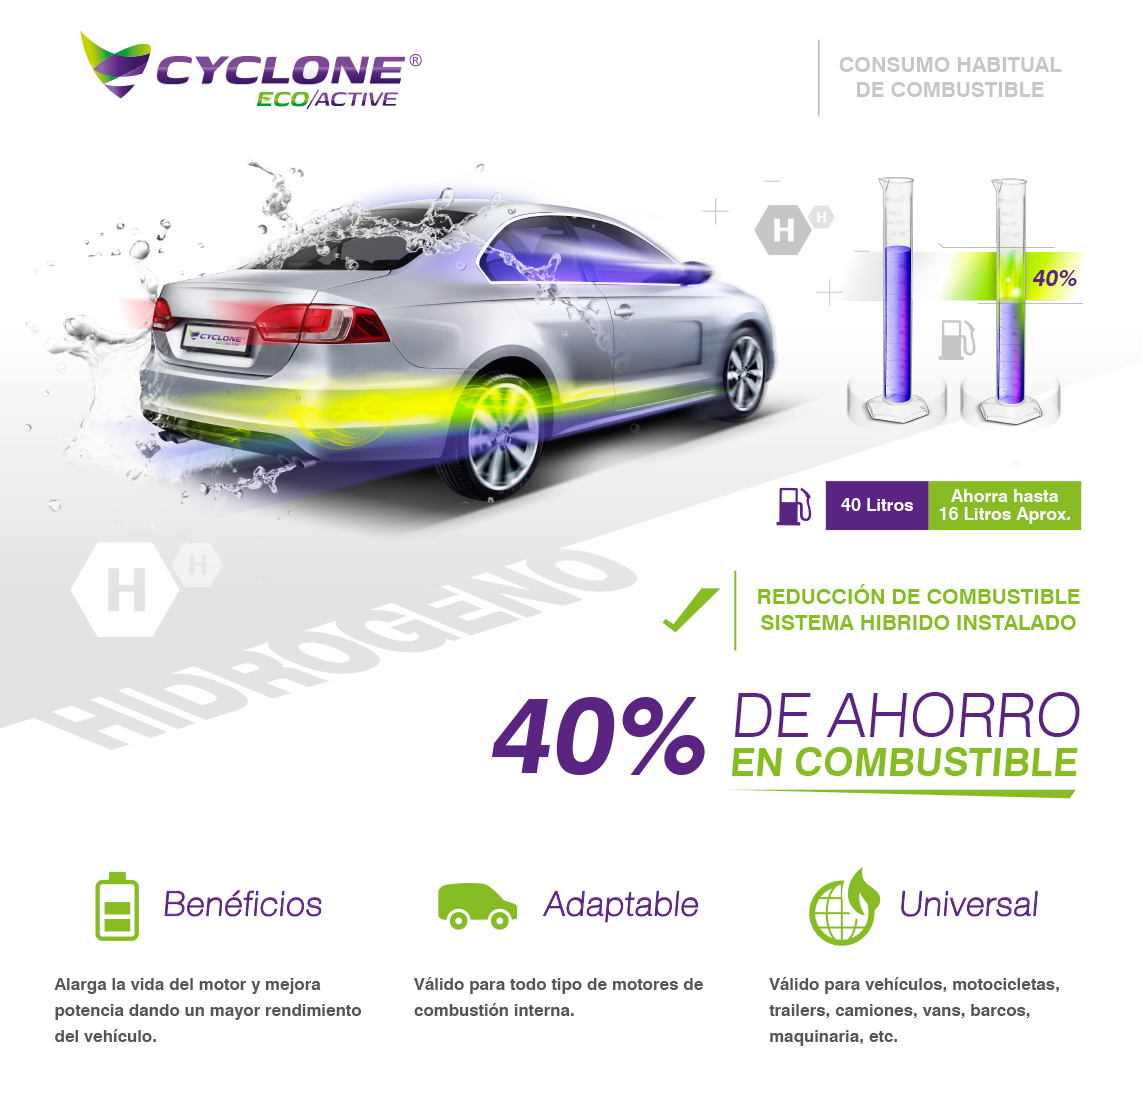 CYCLONE®
ECO/ACTIVE
CONSUMO HABITUAL
DE COMBUSTIBLE
H
H
40%
CYCLONE
ECO/ACTIVE
40 Litros
Ahorra hasta
16 Litros Aprox.
H
H
HIDROGENO
REDUCCIÓN DE COMBUSTIBLE
SISTEMA HIBRIDO INSTALADO
40%
DE AHORRO
EN COMBUSTIBLE
Benéficios
Alarga la vida del motor y mejora
potencia dando un mayor rendimiento
del vehículo.
Adaptable
Válido para todo tipo de motores de
combustión interna.
Universal
Válido para vehículos, motocicletas,
trailers, camiones, vans, barcos,
maquinaria, etc.